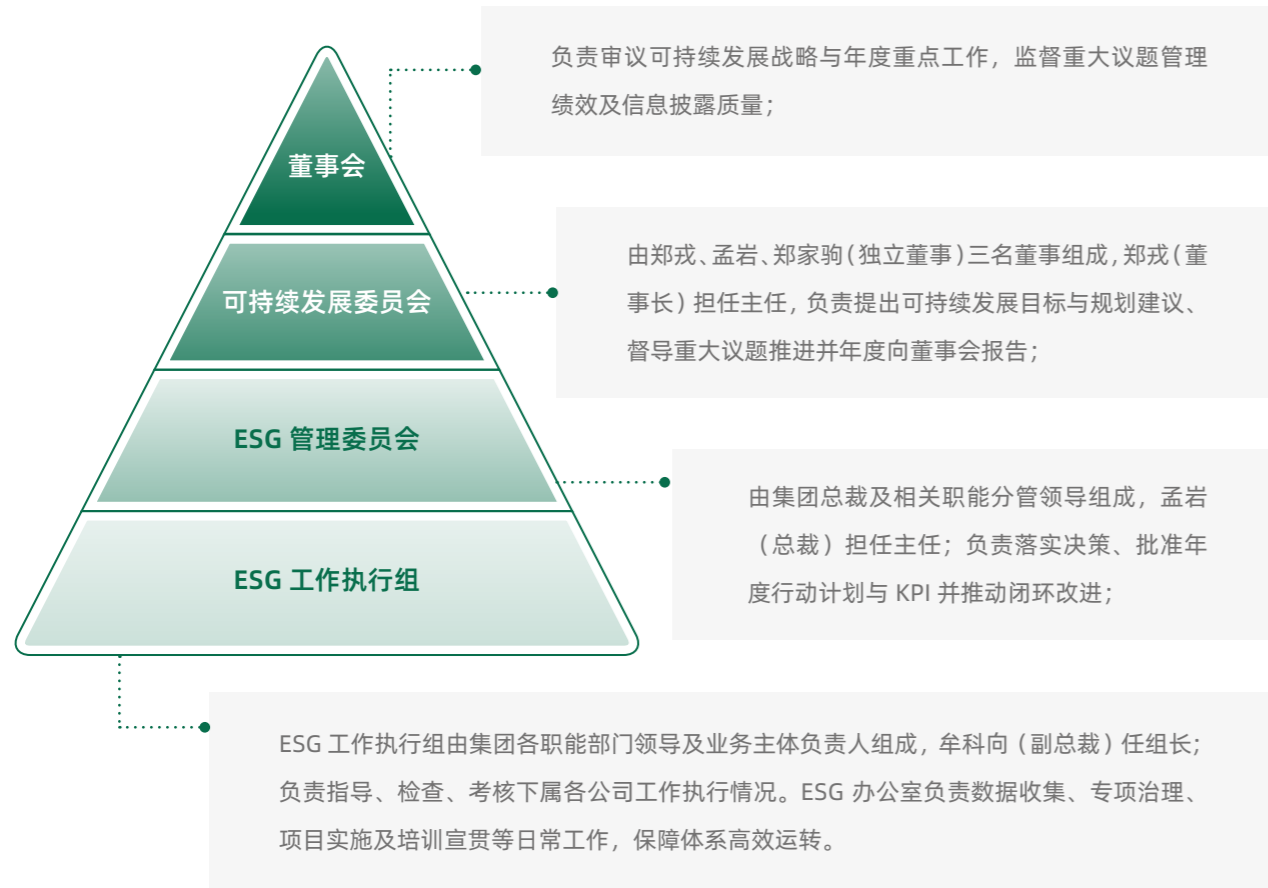 董事会
负责审议可持续发展战略与年度重点工作，监督重大议题管理
绩效及信息披露质量；
可持续发展委员会
由郑戎、孟岩、郑家驹（独立董事）三名董事组成，郑戎（董
事长）担任主任，负责提出可持续发展目标与规划建议、
督导重大议题推进并年度向董事会报告；
ESG 管理委员会
由集团总裁及相关职能分管领导组成，孟岩
（总裁）担任主任；负责落实决策、批准年
度行动计划与 KPI 并推动闭环改进；
ESG 工作执行组
ESG 工作执行组由集团各职能部门领导及业务主体负责人组成，牟科向（副总裁）任组长；
负责指导、检查、考核下属各公司工作执行情况。ESG 办公室负责数据收集、专项治理、
项目实施及培训宣贯等日常工作，保障体系高效运转。